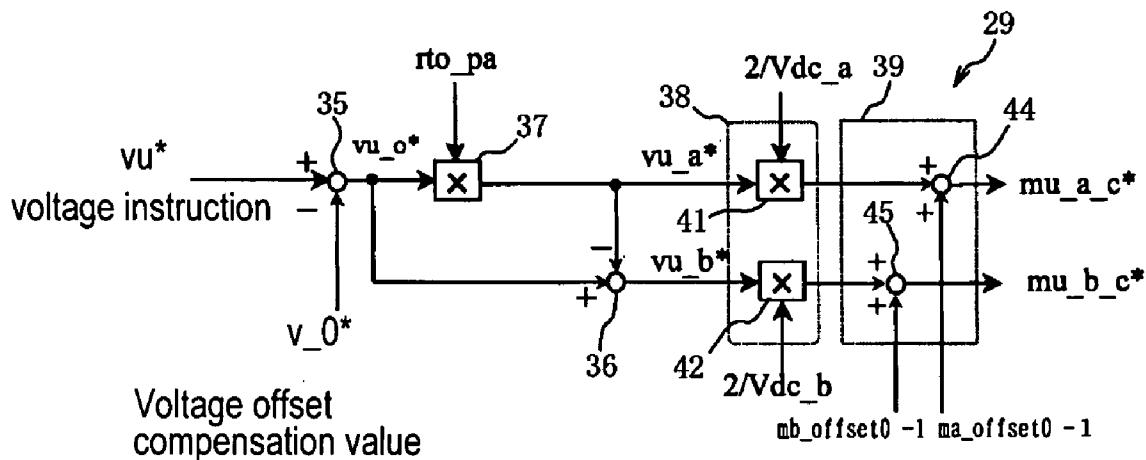 29
rto_pa
2/Vdc_a
39
35
38
44
37
vu*
+
vu_o*
vu_a*
+
×
×
mu_a_c*
−
voltage instruction
41
45
+
−
vu_b*
+
×
mu_b_c*
+
+
v_0*
36
42
2/Vdc_b
Voltage offset
compensation value
mb_offset0 -1 ma_offset0 -1